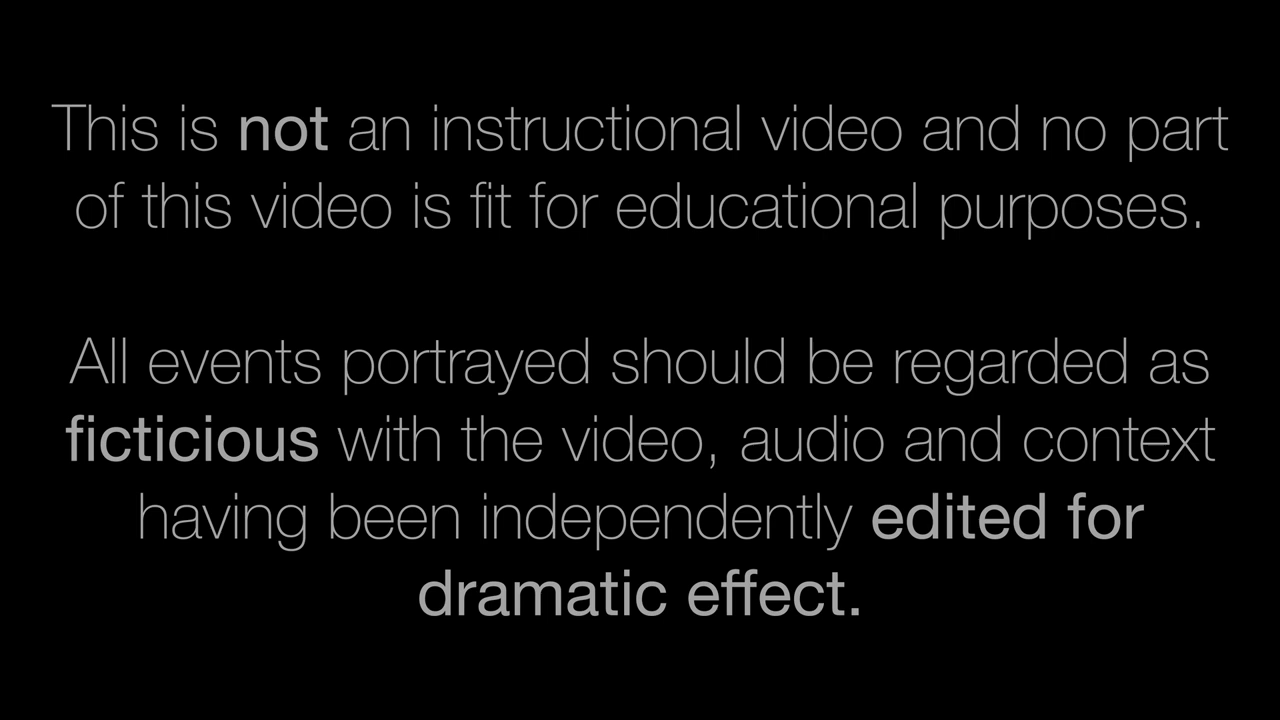 This is not an instructional video and no part
of this video is fit for educational purposes.
All events portrayed should be regarded as
ficticious with the video, audio and context
having been independently edited for
dramatic effect.